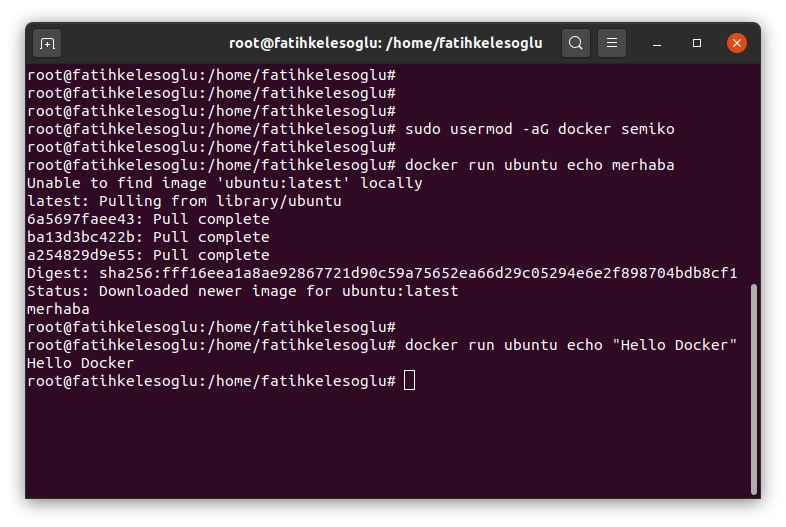 root@fatihkelesoglu: /home/fatihkelesoglu
root@fatihkelesoglu:/home/fatihkelesoglu#
root@fatihkelesoglu:/home/fatihkelesoglu#
root@fatihkelesoglu:/home/fatihkelesoglu#
root@fatihkelesoglu:/home/fatihkelesoglu# sudo usermod -aG docker semiko
root@fatihkelesoglu:/home/fatihkelesoglu#
root@fatihkelesoglu:/home/fatihkelesoglu# docker run ubuntu echo merhaba
Unable to find image 'ubuntu:latest' locally
latest: Pulling from library/ubuntu
6a5697faee43: Pull complete
ba13d3bc422b: Pull complete
a254829d9e55: Pull complete
Digest: sha256:fff16eea1a8ae92867721d90c59a75652ea66d29c05294e6e2f898704bdb8cf1
Status: Downloaded newer image for ubuntu:latest
merhaba
root@fatihkelesoglu:/home/fatihkelesoglu#
root@fatihkelesoglu:/home/fatihkelesoglu# docker run ubuntu echo "Hello Docker"
Hello Docker
root@fatihkelesoglu:/home/fatihkelesoglu#